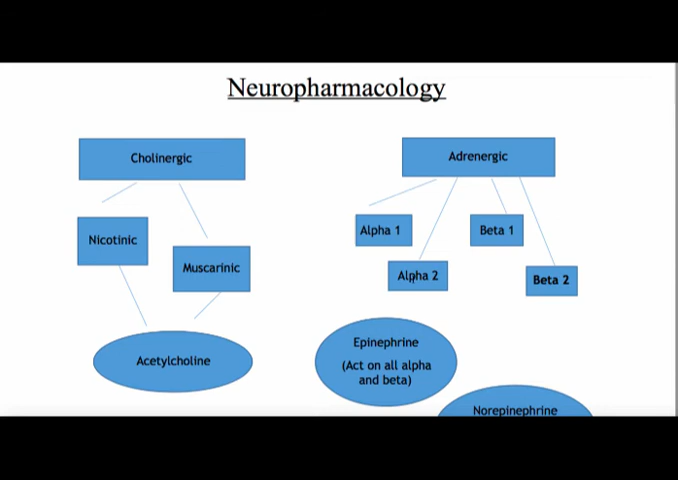 Neuropharmacology
Cholinergic
Adrenergic
Nicotinic
Muscarinic
Alpha 1
Alpha 2
Beta 1
Beta 2
Acetylcholine
Epinephrine
(Act on all alpha
and beta)
Norepinephrine